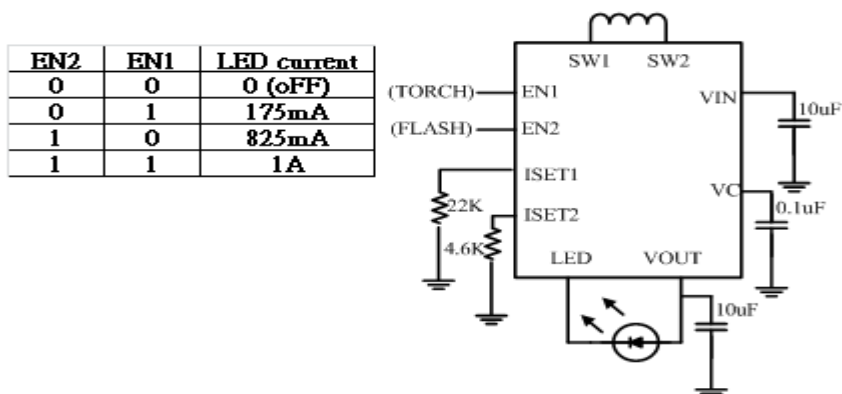 EN2 EN1 LED current
0 0 0 (oFF)
0 1 175mA
1 0 825mA
1 1 1A
SW1 SW2
(TORCH) EN1
VIN
10uF
(FLASH) EN2
ISET1
VC
22K
0.1uF
ISET2
4.6K
LED VOUT
10uF